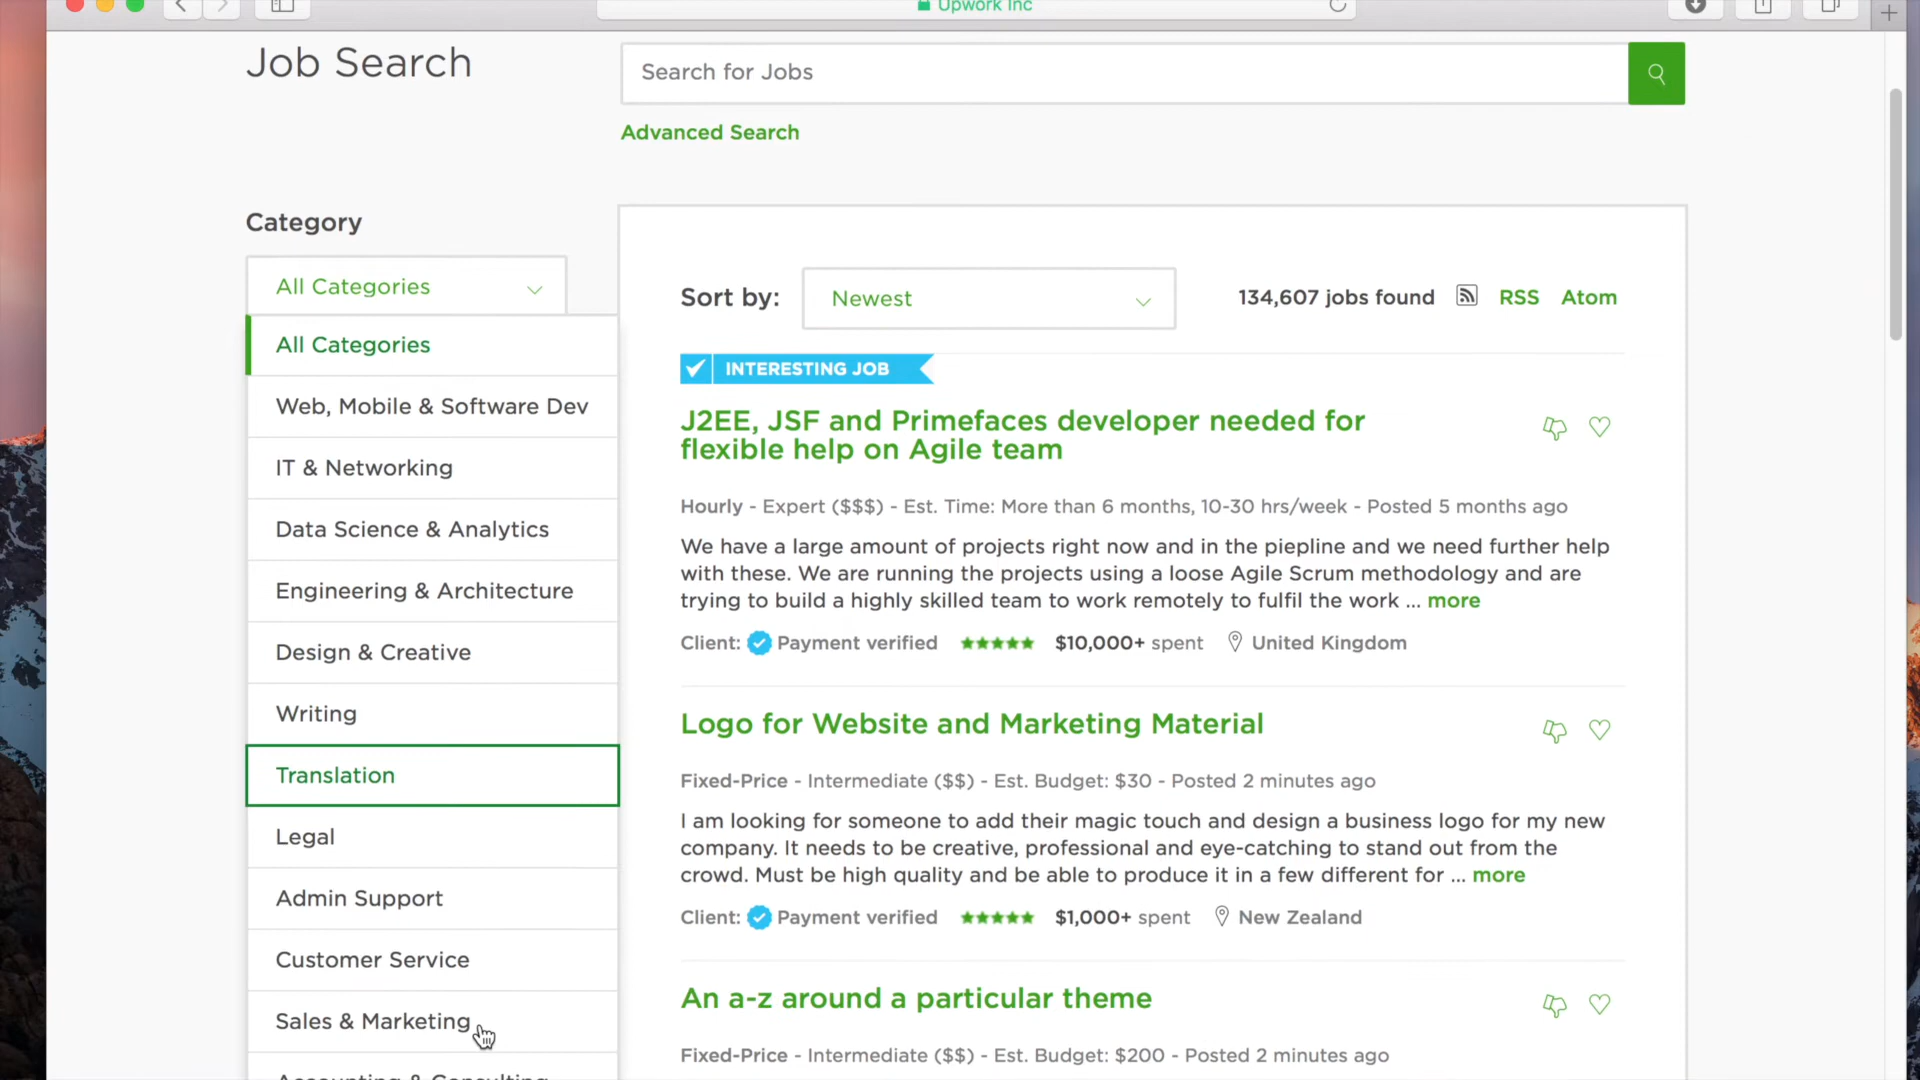 Upwork Inc
Job Search
Search for Jobs
Advanced Search
Category
All Categories
All Categories
Web, Mobile & Software Dev
IT & Networking
Data Science & Analytics
Engineering & Architecture
Design & Creative
Writing
Translation
Legal
Admin Support
Customer Service
Sales & Marketing
Accounting & Consulting
Sort by:
Newest
134,607 jobs found
RSS
Atom
INTERESTING JOB
J2EE, JSF and Primefaces developer needed for
flexible help on Agile team
Hourly - Expert ($$$) - Est. Time: More than 6 months, 10-30 hrs/week - Posted 5 months ago
We have a large amount of projects right now and in the piepline and we need further help
with these. We are running the projects using a loose Agile Scrum methodology and are
trying to build a highly skilled team to work remotely to fulfil the work ... more
Client: Payment verified $10,000+ spent United Kingdom
Logo for Website and Marketing Material
Fixed-Price - Intermediate ($$) - Est. Budget: $30 - Posted 2 minutes ago
I am looking for someone to add their magic touch and design a business logo for my new
company. It needs to be creative, professional and eye-catching to stand out from the
crowd. Must be high quality and be able to produce it in a few different for ... more
Client: Payment verified $1,000+ spent New Zealand
An a-z around a particular theme
Fixed-Price - Intermediate ($$) - Est. Budget: $200 - Posted 2 minutes ago